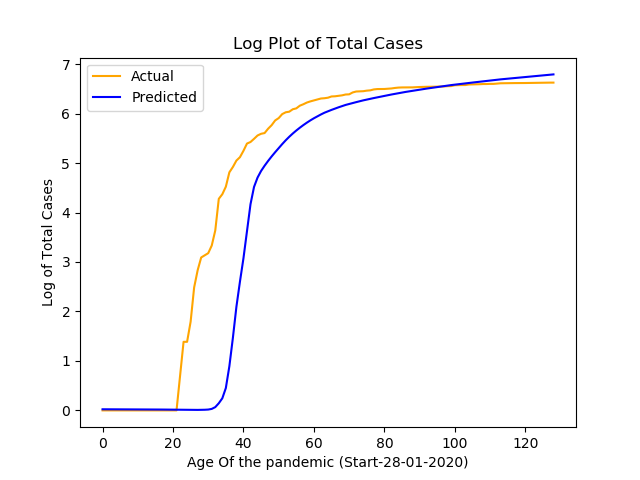 Log Plot of Total Cases
Actual
Predicted
Log of Total Cases
7
6
5
4
3
2
1
0
0 20 40 60 80 100 120
Age Of the pandemic (Start-28-01-2020)